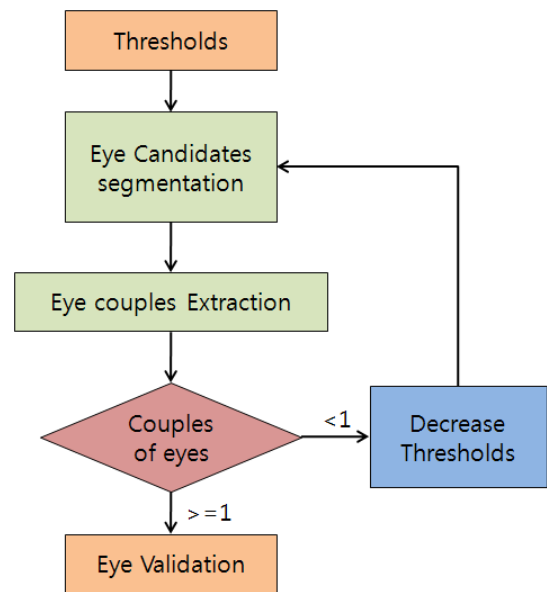 Thresholds
Eye Candidates
segmentation
Eye couples Extraction
Couples
of eyes
<1
Decrease
Thresholds
>=1
Eye Validation